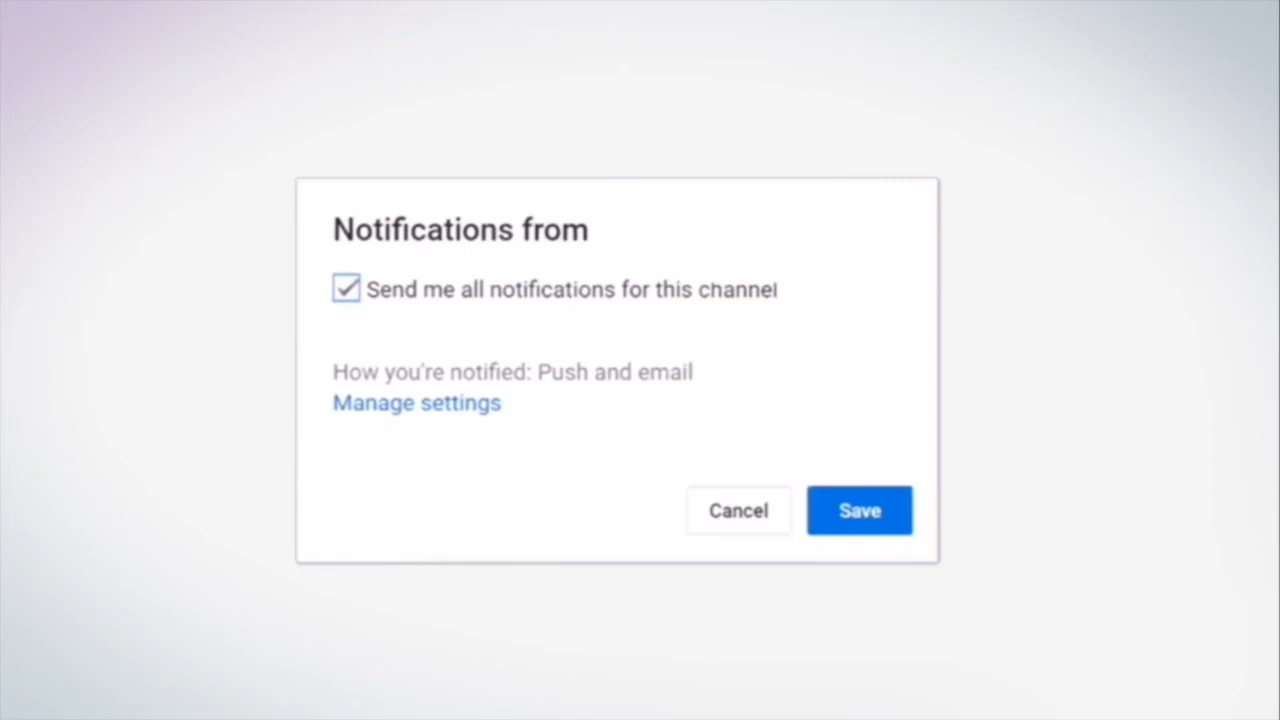 Notifications from
Send me all notifications for this channel
How you're notified: Push and email
Manage settings
Cancel
Save